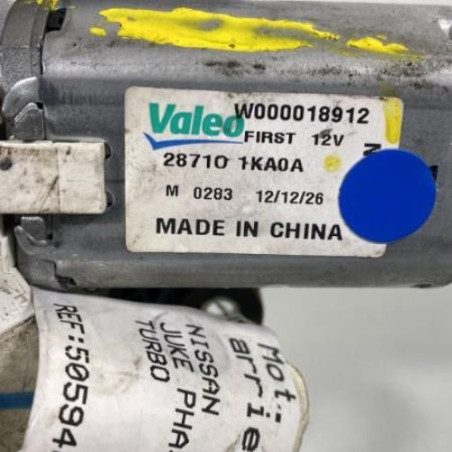 Valeo W000018912
FIRST 12V
28710 1KA0A
M 0283 12/12/26
MADE IN CHINA
Mot:
arrie
NISSAN
JUKE PHA
TURBO
REF:50594